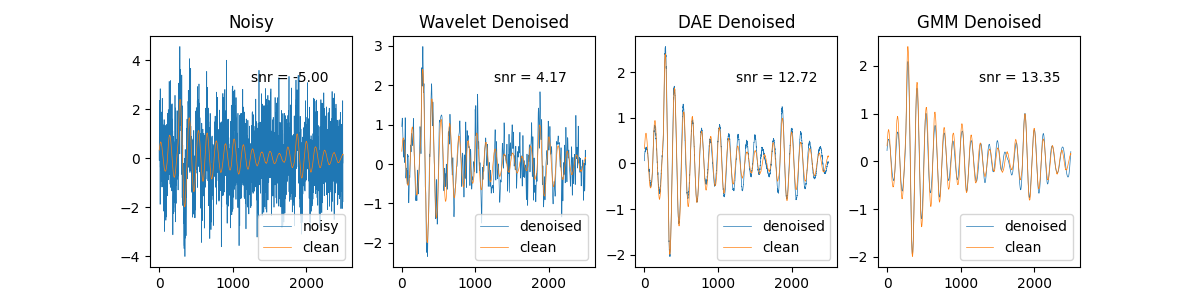 Noisy
4
2
0
−2
−4
0
1000
2000
snr = -5.00
noisy
clean
Wavelet Denoised
3
2
1
0
−1
−2
0
1000
2000
snr = 4.17
denoised
clean
DAE Denoised
2
1
0
−1
−2
0
1000
2000
snr = 12.72
denoised
clean
GMM Denoised
2
1
0
−1
−2
0
1000
2000
snr = 13.35
denoised
clean